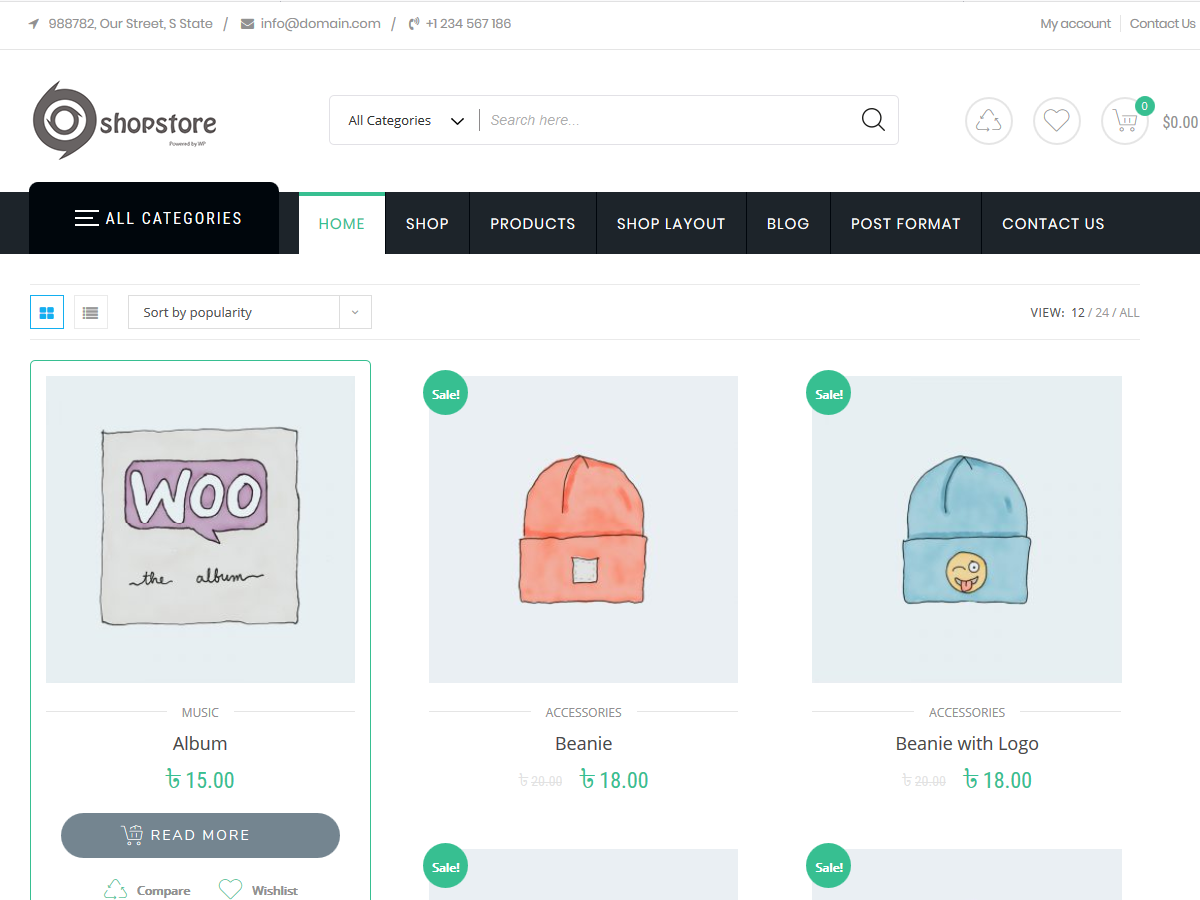 988782, Our Street, S State / info@domain.com / +1 234 567 186
My account Contact Us
shopstore
Powered by WP
All Categories
Search here...
0
$0.00
ALL CATEGORIES
HOME SHOP PRODUCTS SHOP LAYOUT BLOG POST FORMAT CONTACT US
Sort by popularity
VIEW: 12 / 24 / ALL
Sale!
Sale!
WOO
the album
MUSIC
ACCESSORIES
ACCESSORIES
Album
Beanie
Beanie with Logo
৳ 15.00
৳ 20.00 ৳ 18.00
৳ 20.00 ৳ 18.00
READ MORE
Compare Wishlist
Sale!
Sale!